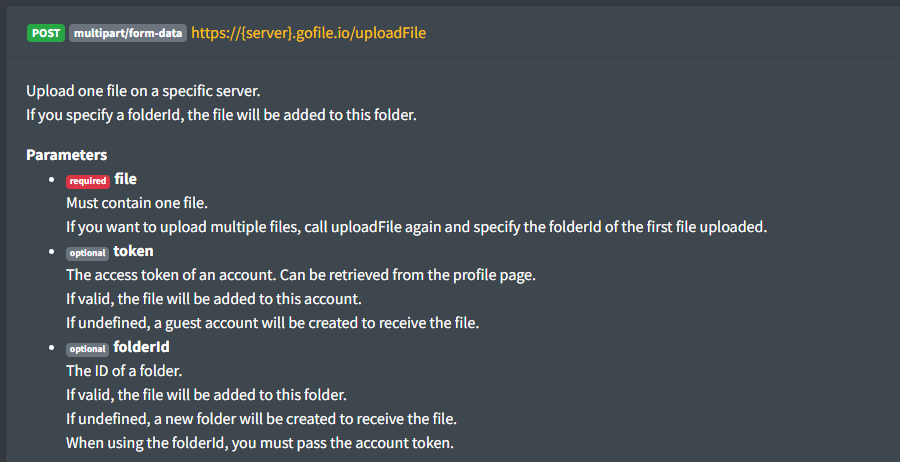 POST multipart/form-data https://{server}.gofile.io/uploadFile
Upload one file on a specific server.
If you specify a folderId, the file will be added to this folder.
Parameters
required file
Must contain one file.
If you want to upload multiple files, call uploadFile again and specify the folderId of the first file uploaded.
optional token
The access token of an account. Can be retrieved from the profile page.
If valid, the file will be added to this account.
If undefined, a guest account will be created to receive the file.
optional folderId
The ID of a folder.
If valid, the file will be added to this folder.
If undefined, a new folder will be created to receive the file.
When using the folderId, you must pass the account token.